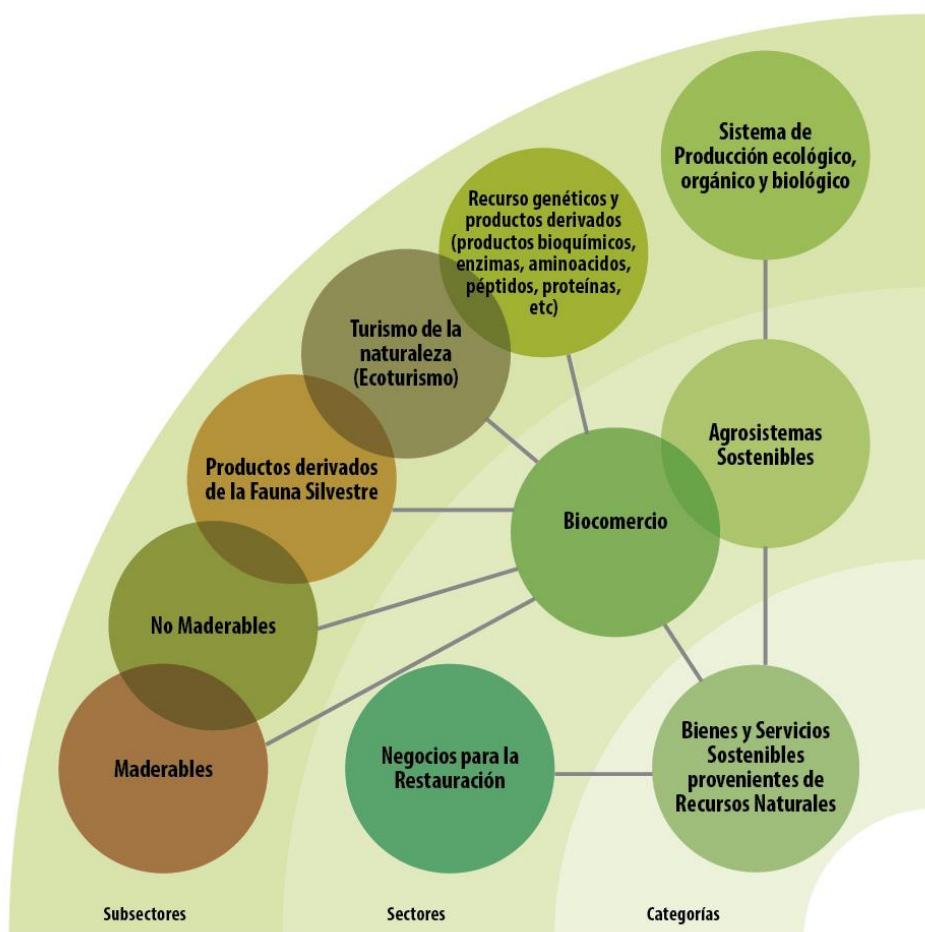 Sistema de
Producción ecológico,
orgánico y biológico
Recurso genéticos y
productos derivados
(productos bioquímicos,
enzimas, aminoacidos,
péptidos, proteínas,
etc)
Turismo de la
naturaleza
(Ecoturismo)
Agrosistemas
Sostenibles
Productos derivados
de la Fauna Silvestre
Biocomercio
No Maderables
Maderables
Negocios para la
Restauración
Bienes y Servicios
Sostenibles
provenientes de
Recursos Naturales
Subsectores
Sectores
Categorías